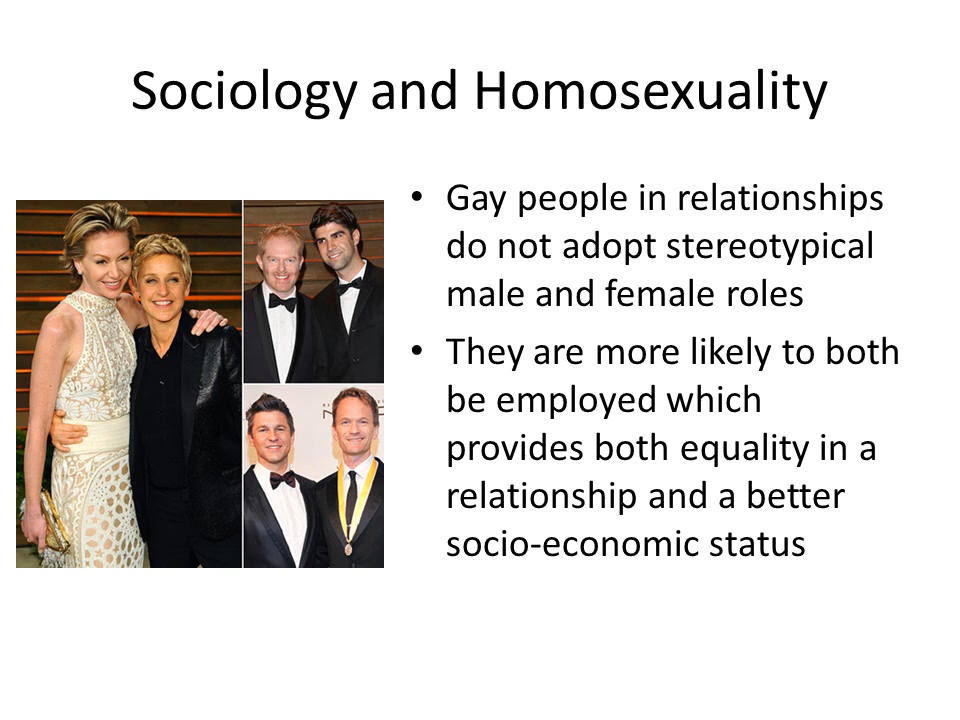 Sociology and Homosexuality
• Gay people in relationships
do not adopt stereotypical
male and female roles
• They are more likely to both
be employed which
provides both equality in a
relationship and a better
socio-economic status